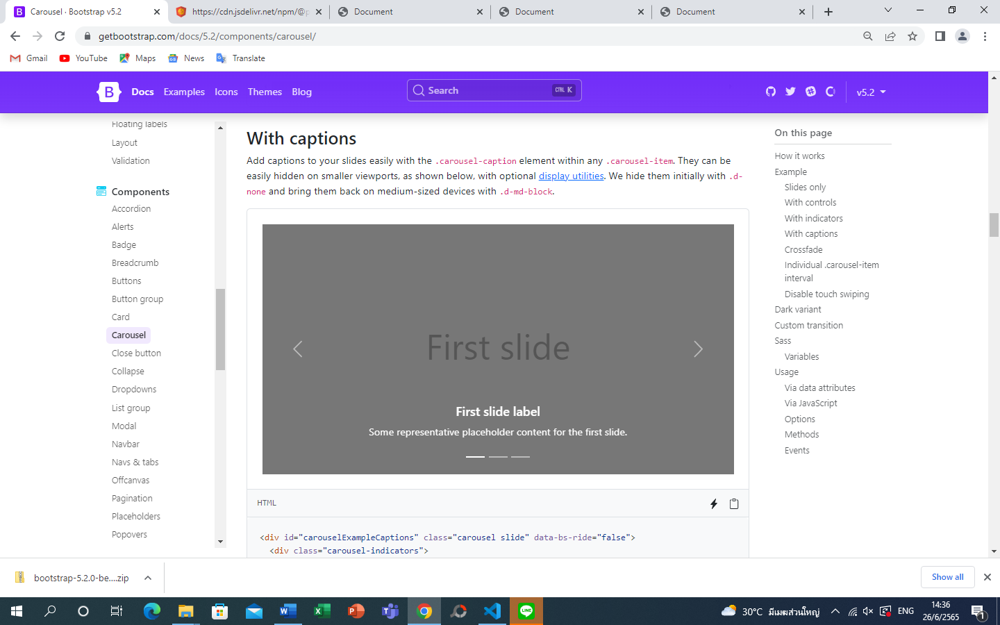 Carousel · Bootstrap v5.2
https://cdn.jsdelivr.net/npm/@p
Document
Document
Document
getbootstrap.com/docs/5.2/components/carousel/
Gmail
YouTube
Maps
News
Translate
B
Docs
Examples
Icons
Themes
Blog
Search
CTRL K
v5.2
Floating labels
Layout
Validation
Components
Accordion
Alerts
Badge
Breadcrumb
Buttons
Button group
Card
Carousel
Close button
Collapse
Dropdowns
List group
Modal
Navbar
Navs & tabs
Offcanvas
Pagination
Placeholders
Popovers
With captions
Add captions to your slides easily with the .carousel-caption element within any .carousel-item. They can be
easily hidden on smaller viewports, as shown below, with optional display utilities. We hide them initially with .d-
none and bring them back on medium-sized devices with .d-md-block.
First slide
First slide label
Some representative placeholder content for the first slide.
HTML
<div id="carouselExampleCaptions" class="carousel slide" data-bs-ride="false">
<div class="carousel-indicators">
On this page
How it works
Example
Slides only
With controls
With indicators
With captions
Crossfade
Individual .carousel-item
interval
Disable touch swiping
Dark variant
Custom transition
Sass
Variables
Usage
Via data attributes
Via JavaScript
Options
Methods
Events
bootstrap-5.2.0-be....zip
Show all
30°C มีเมฆส่วนใหญ่
ENG
14:36
26/6/2565
1